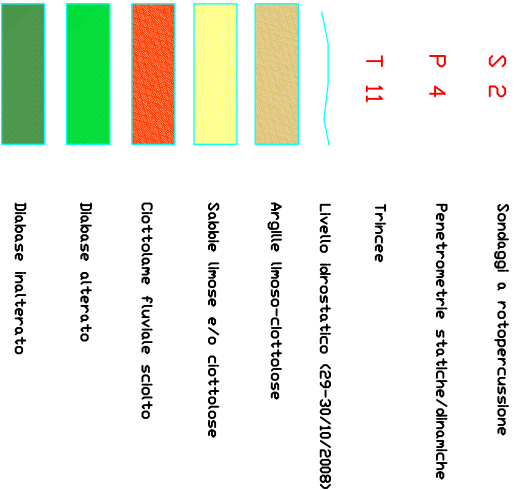 S 2 Sondaggi a rotopercussione
P 4 Penetrometrie statiche/dinamiche
T 11 Trincee
Livello idrostatico (29-30/10/2008)
Argille limoso-ciottolose
Sabbie limose e/o ciottolose
Ciottolame fluviale sciolto
Diabase alterato
Diabase inalterato